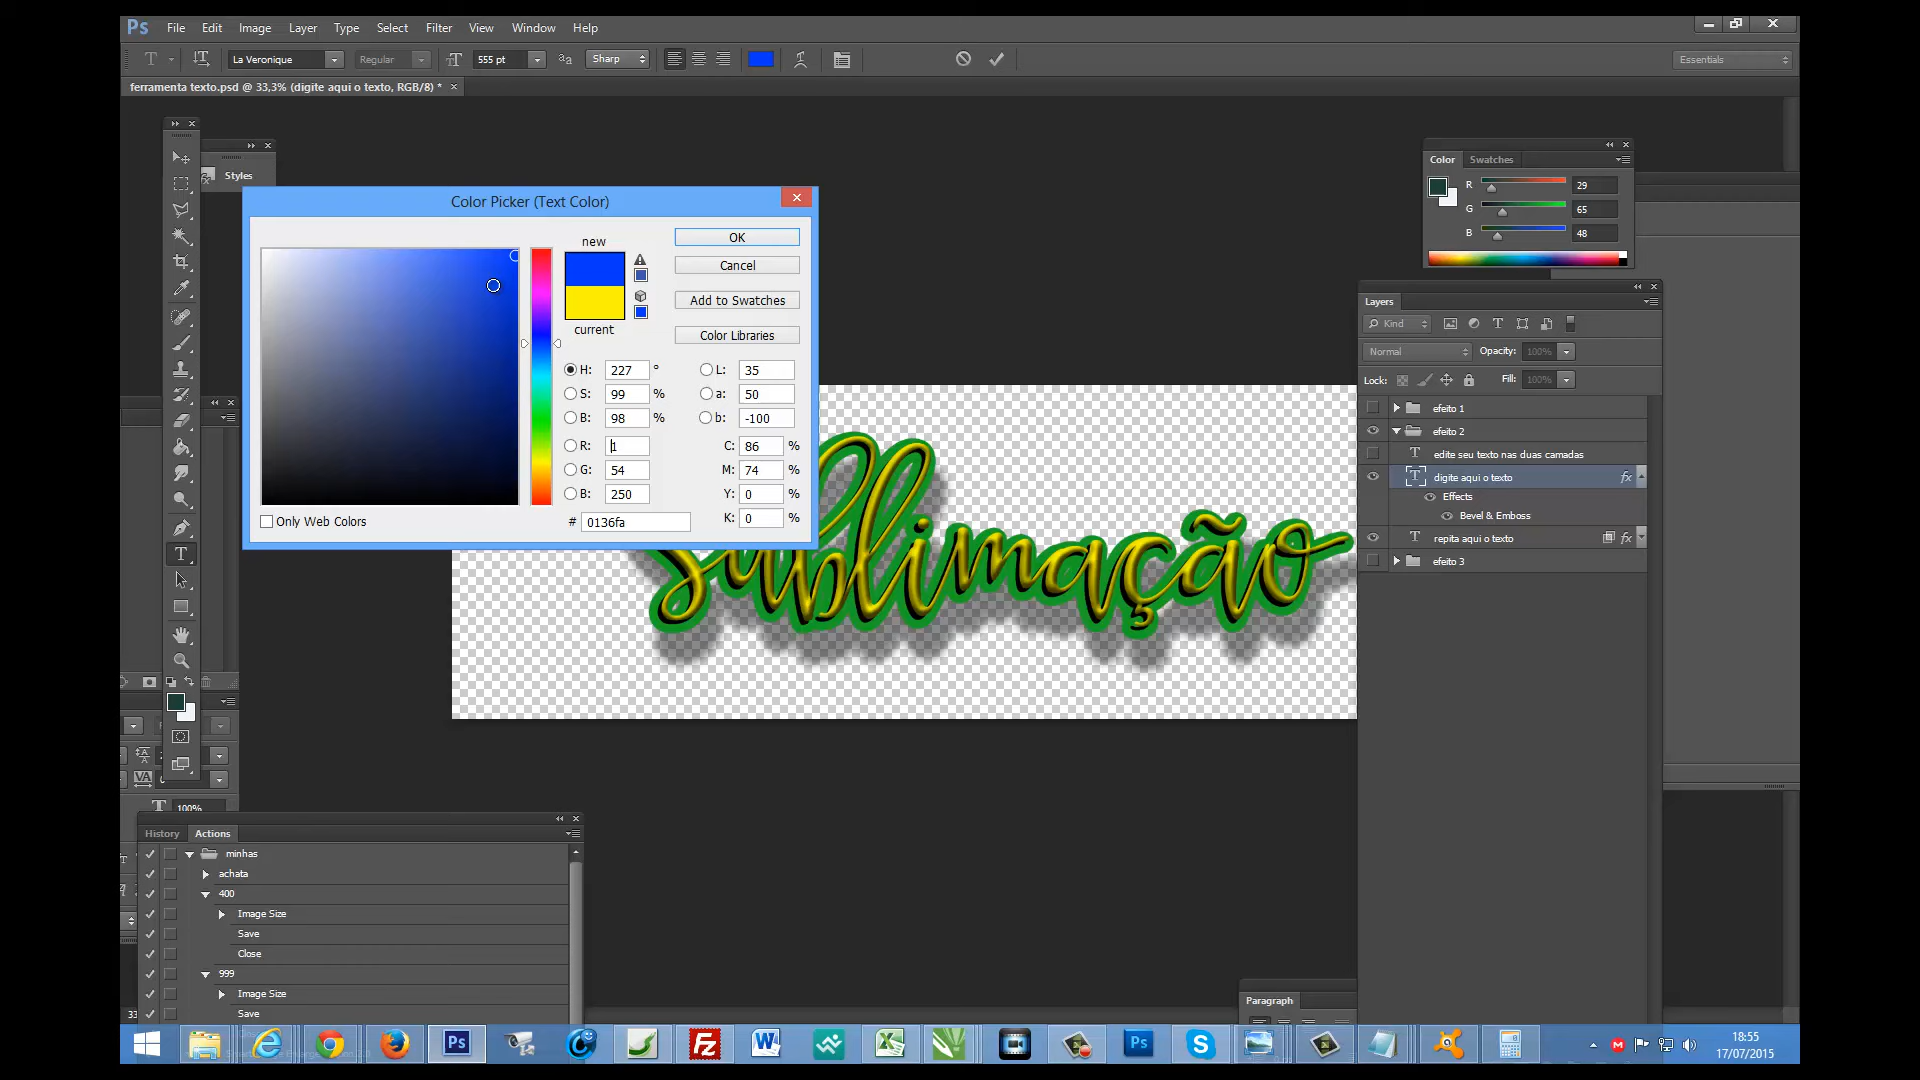 Ps File Edit Image Layer Type Select Filter View Window Help
T La Veronique Regular 555 pt Sharp Essentials
ferramenta texto.psd @ 33,3% (digite aqui o texto, RGB/8) * ×
Styles
Color Picker (Text Color)
new
current
OK
Cancel
Add to Swatches
Color Libraries
H: 227 °
S: 99 %
B: 98 %
R: 1
G: 54
B: 250
L: 35
a: 50
b: -100
C: 86 %
M: 74 %
Y: 0 %
K: 0 %
Only Web Colors
# 0136fa
Sublimação
Color Swatches
R 29
G 65
B 48
Layers
Kind
Normal Opacity: 100%
Lock: Fill: 100%
efeito 1
efeito 2
edite seu texto nas duas camadas
digite aqui o texto fx
Effects
Bevel & Emboss
repita aqui o texto fx
efeito 3
100%
History Actions
minhas
achata
400
Image Size
Save
Close
999
Image Size
Save
33
Paragraph
18:55
17/07/2015